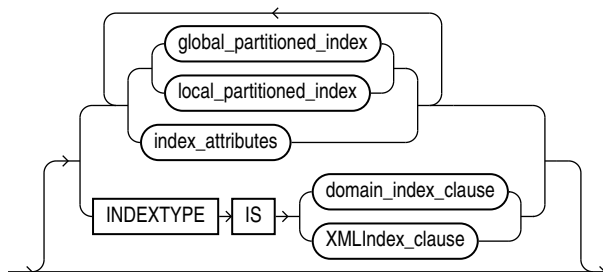 global_partitioned_index
local_partitioned_index
index_attributes
INDEXTYPE IS domain_index_clause
XMLIndex_clause